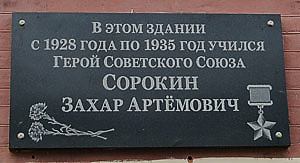 В ЭТОМ ЗДАНИИ
С 1928 ГОДА ПО 1935 ГОД УЧИЛСЯ
ГЕРОЙ СОВЕТСКОГО СОЮЗА
СОРОКИН
ЗАХАР АРТЁМОВИЧ